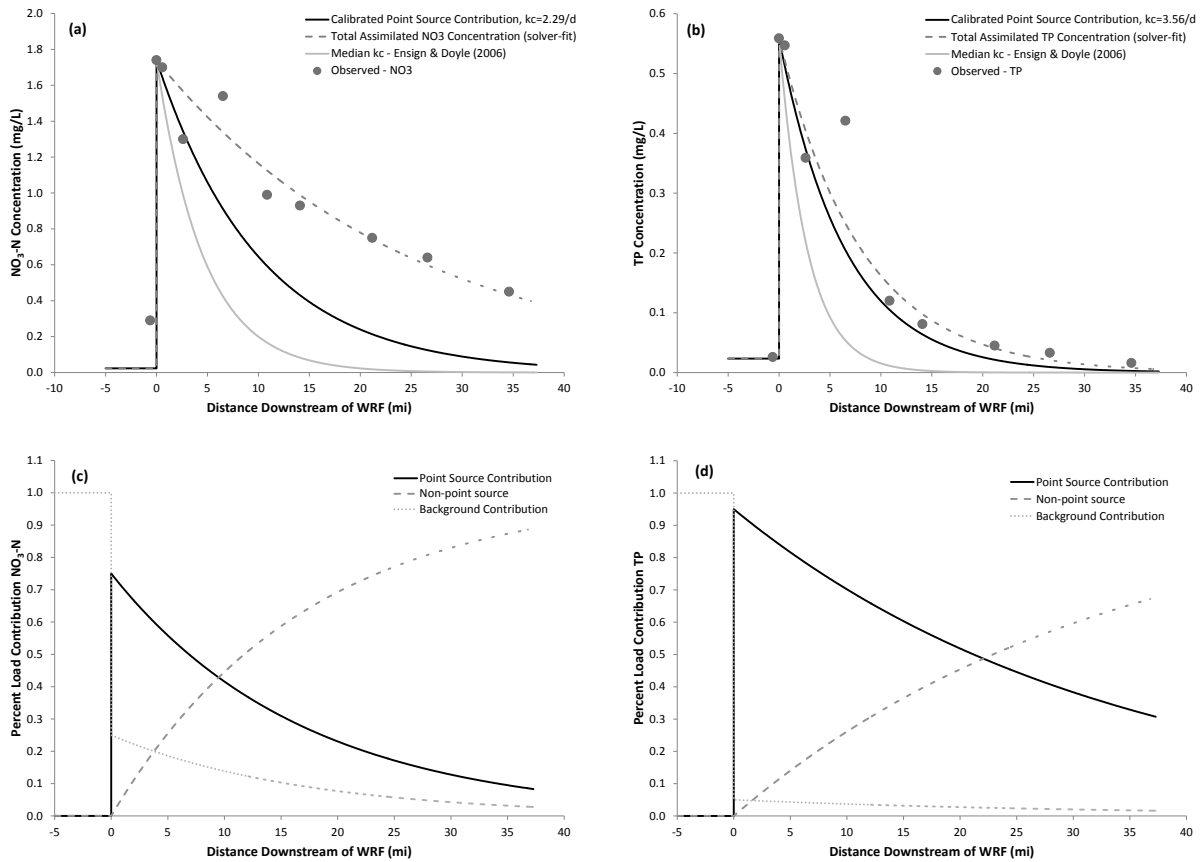 (a)
Calibrated Point Source Contribution, kc=2.29/d
Total Assimilated NO3 Concentration (solver-fit)
Median kc - Ensign & Doyle (2006)
Observed - NO3
NO₃-N Concentration (mg/L)
2.0
1.8
1.6
1.4
1.2
1.0
0.8
0.6
0.4
0.2
0.0
-10 -5 0 5 10 15 20 25 30 35 40
Distance Downstream of WRF (mi)
(b)
Calibrated Point Source Contribution, kc=3.56/d
Total Assimilated TP Concentration (solver-fit)
Median kc - Ensign & Doyle (2006)
Observed - TP
TP Concentration (mg/L)
0.6
0.5
0.4
0.3
0.2
0.1
0.0
-10 -5 0 5 10 15 20 25 30 35 40
Distance Downstream of WRF (mi)
(c)
Point Source Contribution
Non-point source
Background Contribution
Percent Load Contribution NO₃-N
1.1
1.0
0.9
0.8
0.7
0.6
0.5
0.4
0.3
0.2
0.1
0.0
-5 0 5 10 15 20 25 30 35 40
Distance Downstream of WRF (mi)
(d)
Point Source Contribution
Non-point source
Background Contribution
Percent Load Contribution TP
1.1
1.0
0.9
0.8
0.7
0.6
0.5
0.4
0.3
0.2
0.1
0.0
-5 0 5 10 15 20 25 30 35 40
Distance Downstream of WRF (mi)